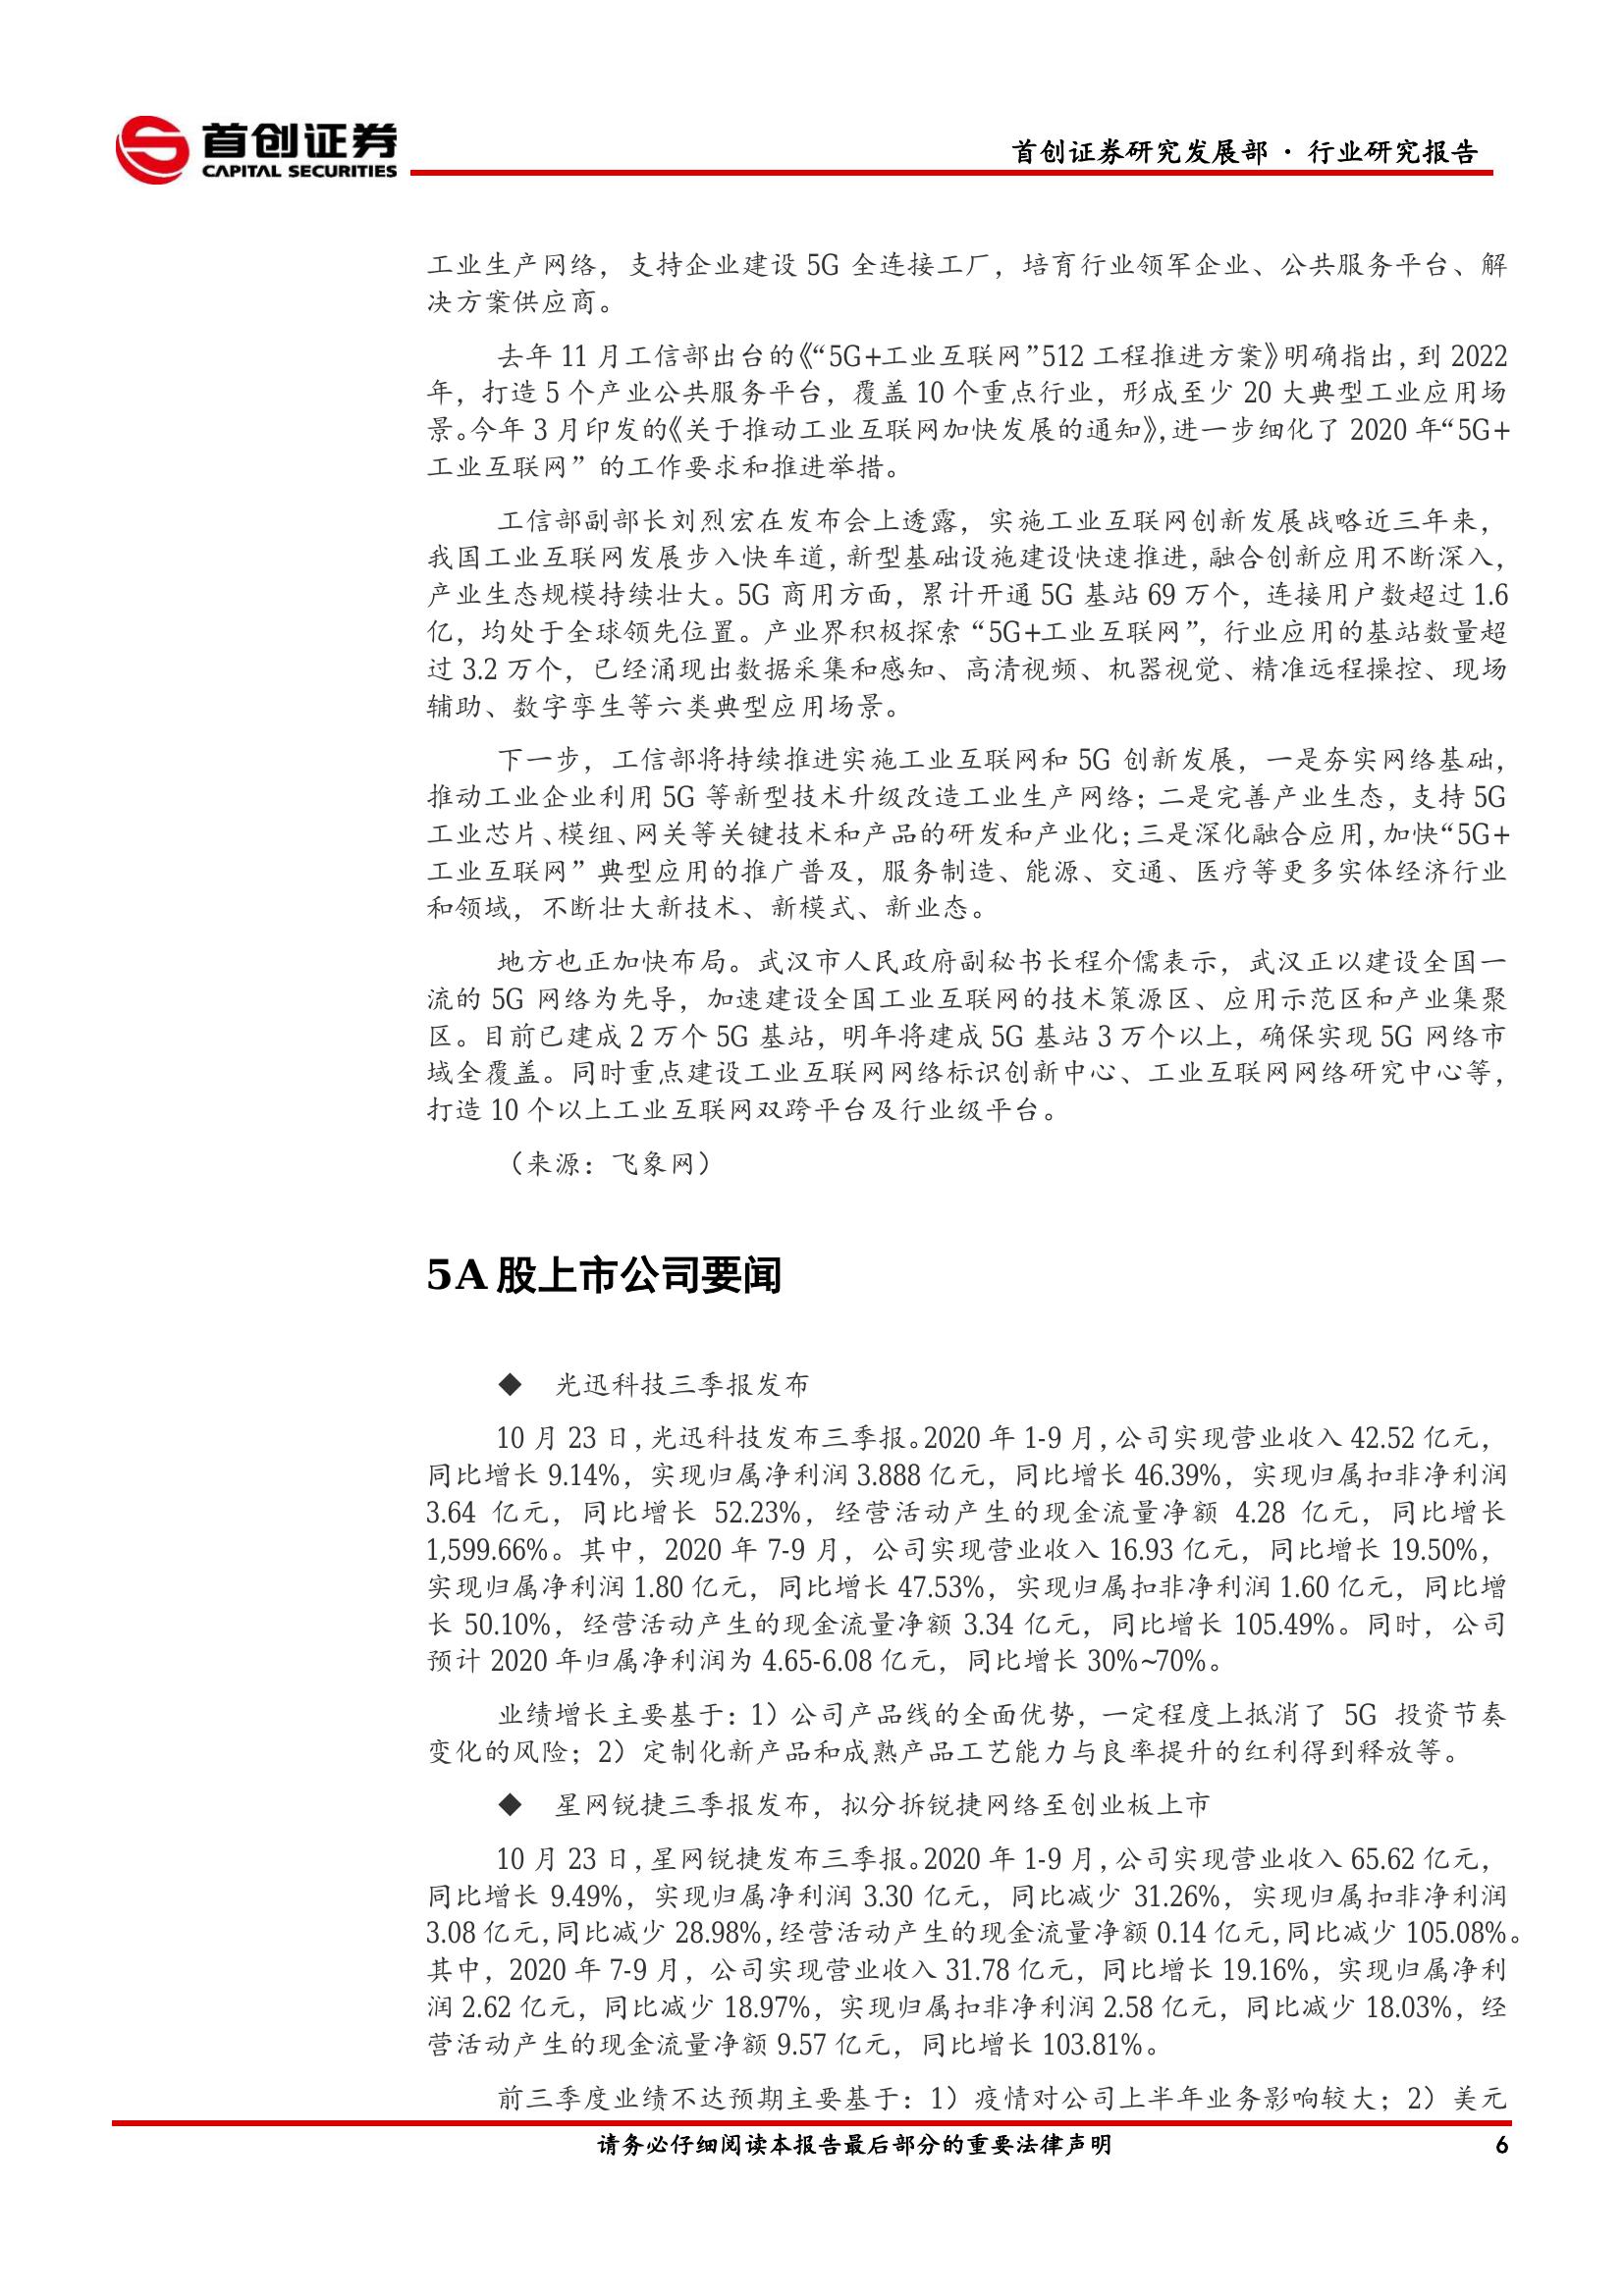 首创证券
CAPITAL SECURITIES
首创证券研究发展部 · 行业研究报告
工业生产网络，支持企业建设 5G 全连接工厂，培育行业领军企业、公共服务平台、解
决方案供应商。
去年 11 月工信部出台的《“5G+工业互联网”512 工程推进方案》明确指出，到 2022
年，打造 5 个产业公共服务平台，覆盖 10 个重点行业，形成至少 20 大典型工业应用场
景。今年 3 月印发的《关于推动工业互联网加快发展的通知》，进一步细化了 2020 年“5G+
工业互联网”的工作要求和推进举措。
工信部副部长刘烈宏在发布会上透露，实施工业互联网创新发展战略近三年来，
我国工业互联网发展步入快车道，新型基础设施建设快速推进，融合创新应用不断深入，
产业生态规模持续壮大。5G 商用方面，累计开通 5G 基站 69 万个，连接用户数超过 1.6
亿，均处于全球领先位置。产业界积极探索“5G+工业互联网”，行业应用的基站数量超
过 3.2 万个，已经涌现出数据采集和感知、高清视频、机器视觉、精准远程操控、现场
辅助、数字孪生等六类典型应用场景。
下一步，工信部将持续推进实施工业互联网和 5G 创新发展，一是夯实网络基础，
推动工业企业利用 5G 等新型技术升级改造工业生产网络；二是完善产业生态，支持 5G
工业芯片、模组、网关等关键技术和产品的研发和产业化；三是深化融合应用，加快“5G+
工业互联网”典型应用的推广普及，服务制造、能源、交通、医疗等更多实体经济行业
和领域，不断壮大新技术、新模式、新业态。
地方也正加快布局。武汉市人民政府副秘书长程介儒表示，武汉正以建设全国一
流的 5G 网络为先导，加速建设全国工业互联网的技术策源区、应用示范区和产业集聚
区。目前已建成 2 万个 5G 基站，明年将建成 5G 基站 3 万个以上，确保实现 5G 网络市
域全覆盖。同时重点建设工业互联网网络标识创新中心、工业互联网网络研究中心等，
打造 10 个以上工业互联网双跨平台及行业级平台。
（来源：飞象网）
5A 股上市公司要闻
◆ 光迅科技三季报发布
10 月 23 日，光迅科技发布三季报。2020 年 1-9 月，公司实现营业收入 42.52 亿元，
同比增长 9.14%，实现归属净利润 3.888 亿元，同比增长 46.39%，实现归属扣非净利润
3.64 亿元，同比增长 52.23%，经营活动产生的现金流量净额 4.28 亿元，同比增长
1,599.66%。其中，2020 年 7-9 月，公司实现营业收入 16.93 亿元，同比增长 19.50%，
实现归属净利润 1.80 亿元，同比增长 47.53%，实现归属扣非净利润 1.60 亿元，同比增
长 50.10%，经营活动产生的现金流量净额 3.34 亿元，同比增长 105.49%。同时，公司
预计 2020 年归属净利润为 4.65-6.08 亿元，同比增长 30%~70%。
业绩增长主要基于：1）公司产品线的全面优势，一定程度上抵消了 5G 投资节奏
变化的风险；2）定制化新产品和成熟产品工艺能力与良率提升的红利得到释放等。
◆ 星网锐捷三季报发布，拟分拆锐捷网络至创业板上市
10 月 23 日，星网锐捷发布三季报。2020 年 1-9 月，公司实现营业收入 65.62 亿元，
同比增长 9.49%，实现归属净利润 3.30 亿元，同比减少 31.26%，实现归属扣非净利润
3.08 亿元，同比减少 28.98%，经营活动产生的现金流量净额 0.14 亿元，同比减少 105.08%。
其中，2020 年 7-9 月，公司实现营业收入 31.78 亿元，同比增长 19.16%，实现归属净利
润 2.62 亿元，同比减少 18.97%，实现归属扣非净利润 2.58 亿元，同比减少 18.03%，经
营活动产生的现金流量净额 9.57 亿元，同比增长 103.81%。
前三季度业绩不达预期主要基于：1）疫情对公司上半年业务影响较大；2）美元
请务必仔细阅读本报告最后部分的重要法律声明 6